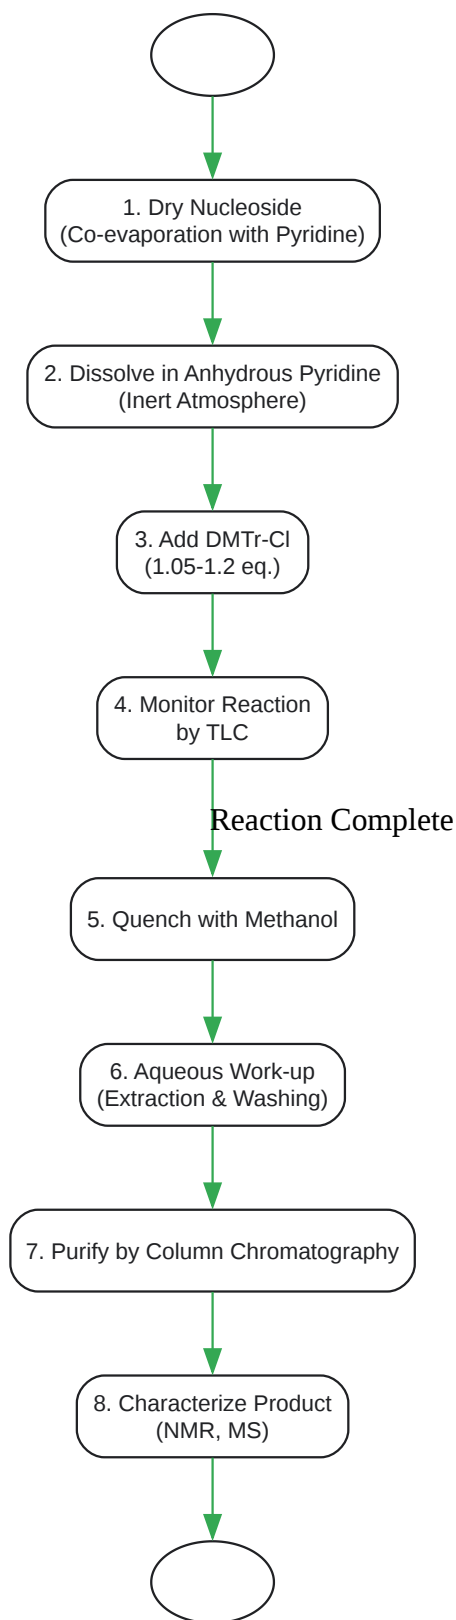 1. Dry Nucleoside
(Co-evaporation with Pyridine)
2. Dissolve in Anhydrous Pyridine
(Inert Atmosphere)
3. Add DMTr-Cl
(1.05-1.2 eq.)
4. Monitor Reaction
by TLC
Reaction Complete
5. Quench with Methanol
6. Aqueous Work-up
(Extraction & Washing)
7. Purify by Column Chromatography
8. Characterize Product
(NMR, MS)